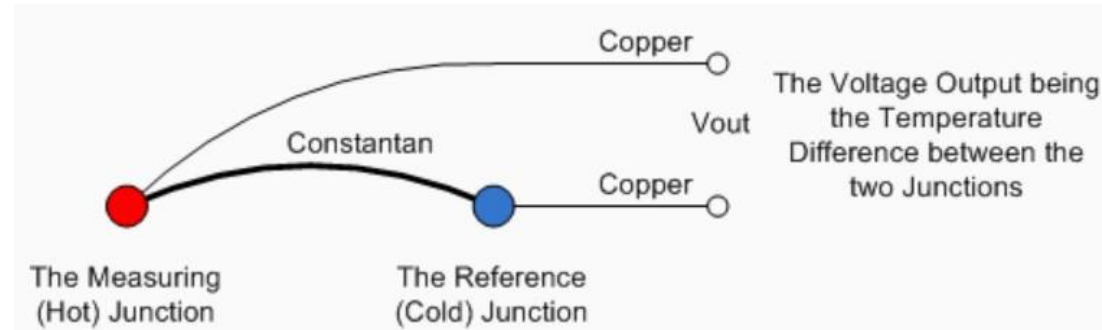 Copper
Constantan
Vout
Copper
The Voltage Output being
the Temperature
Difference between the
two Junctions
The Measuring
(Hot) Junction
The Reference
(Cold) Junction